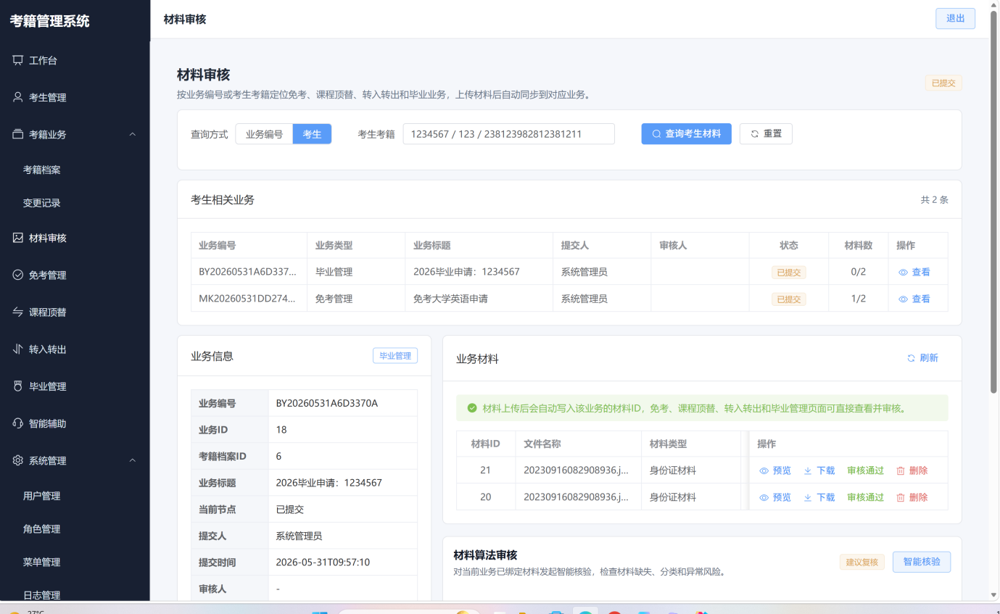 考籍管理系统
材料审核
退出
工作台
考生管理
考籍业务
考籍档案
变更记录
材料审核
免考管理
课程顶替
转入转出
毕业管理
智能辅助
系统管理
用户管理
角色管理
菜单管理
日志管理
材料审核
已提交
按业务编号或考生考籍定位免考、课程顶替、转入转出和毕业业务，上传材料后自动同步到对应业务。
查询方式 业务编号 考生 考生考籍 1234567 / 123 / 238123982812381211 查询考生材料 重置
考生相关业务 共 2 条
业务编号 业务类型 业务标题 提交人 审核人 状态 材料数 操作
BY20260531A6D337... 毕业管理 2026毕业申请：1234567 系统管理员 已提交 0/2 查看
MK20260531DD274... 免考管理 免考大学英语申请 系统管理员 已提交 1/2 查看
业务信息 毕业管理
业务编号 BY20260531A6D3370A
业务ID 18
考籍档案ID 6
业务标题 2026毕业申请：1234567
当前节点 已提交
提交人 系统管理员
提交时间 2026-05-31T09:57:10
审核人 -
业务材料 刷新
材料上传后会自动写入该业务的材料ID，免考、课程顶替、转入转出和毕业管理页面可直接查看并审核。
材料ID 文件名称 材料类型 操作
21 20230916082908936.j... 身份证材料 预览 下载 审核通过 删除
20 20230916082908936.j... 身份证材料 预览 下载 审核通过 删除
材料算法审核 建议复核 智能核验
对当前业务已绑定材料发起智能核验，检查材料缺失、分类和异常风险。